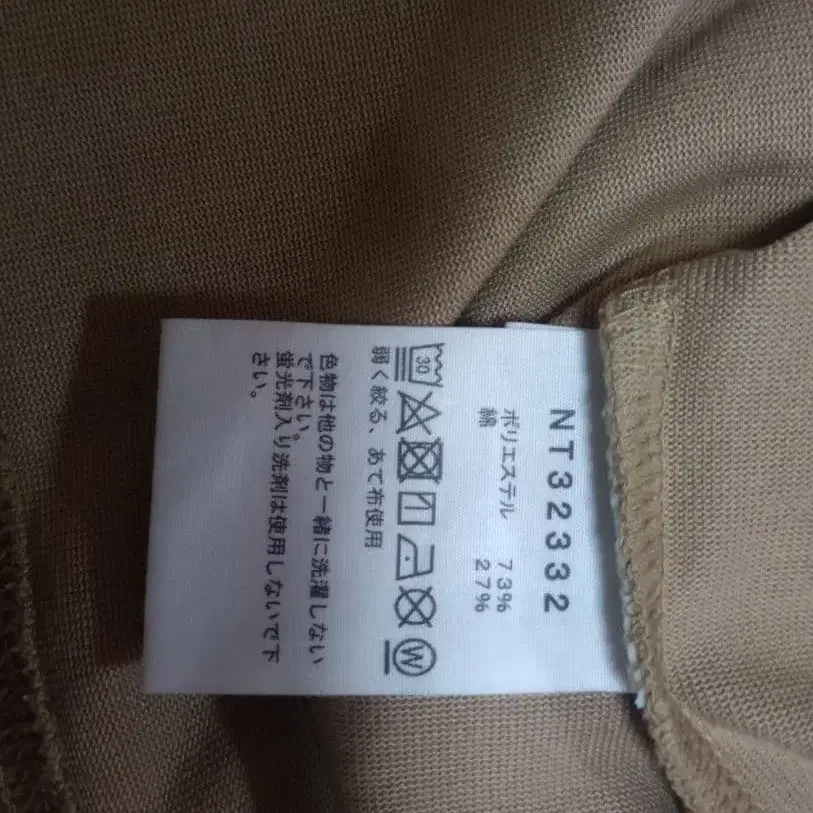 NT32332
ポリエステル 73%
綿 27%
30
W
弱く絞る、あて布使用
色物は他の物と一緒に洗濯しない
で下さい。
蛍光剤入り洗剤は使用しないで下
さい。